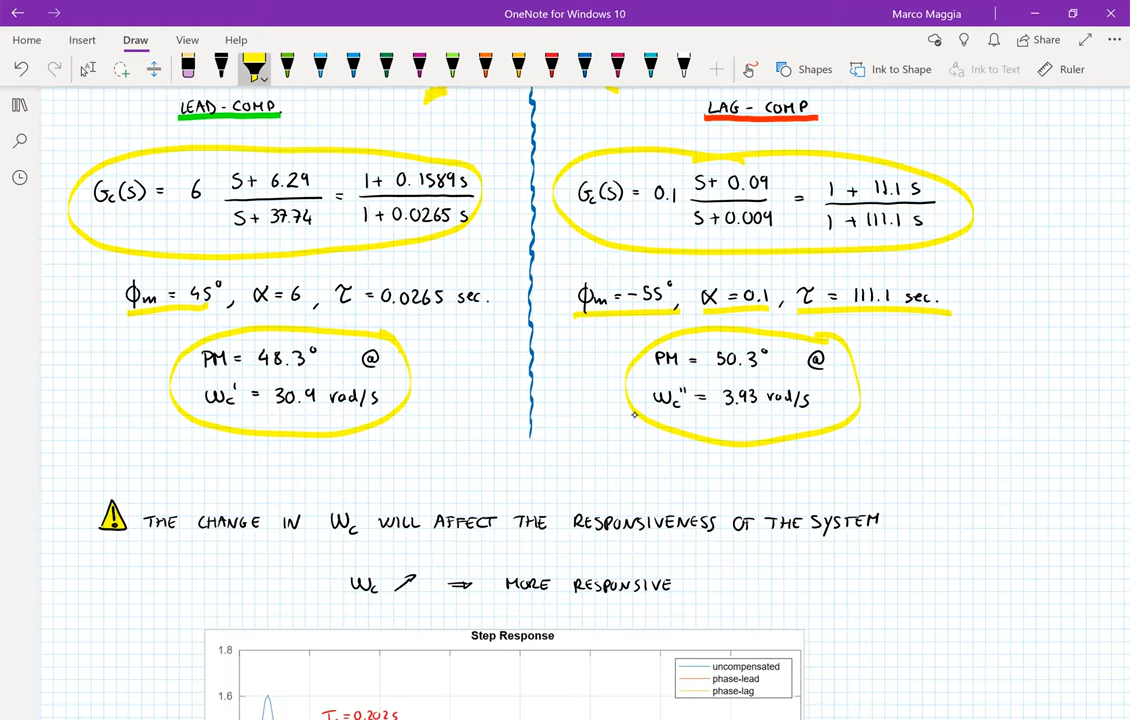 OneNote for Windows 10
Marco Maggia
Home Insert Draw View Help
Share
Shapes Ink to Shape Ink to Text Ruler
LEAD - COMP
Gc(s) = 6 s + 6.29 / s + 37.74 = 1 + 0.1589 s / 1 + 0.0265 s
ϕm = 45°, α = 6, τ = 0.0265 sec.
PM = 48.3° @
ωc' = 30.9 rad/s
LAG - COMP
Gc(s) = 0.1 s + 0.09 / s + 0.009 = 1 + 11.1 s / 1 + 111.1 s
ϕm = -55°, α = 0.1, τ = 111.1 sec.
PM = 50.3° @
ωc'' = 3.93 rad/s
! THE CHANGE IN ωc WILL AFFECT THE RESPONSIVENESS OF THE SYSTEM
ωc ↗ ⇒ MORE RESPONSIVE
Step Response
1.8
uncompensated
phase-lead
phase-lag
1.6
= 0.202 s